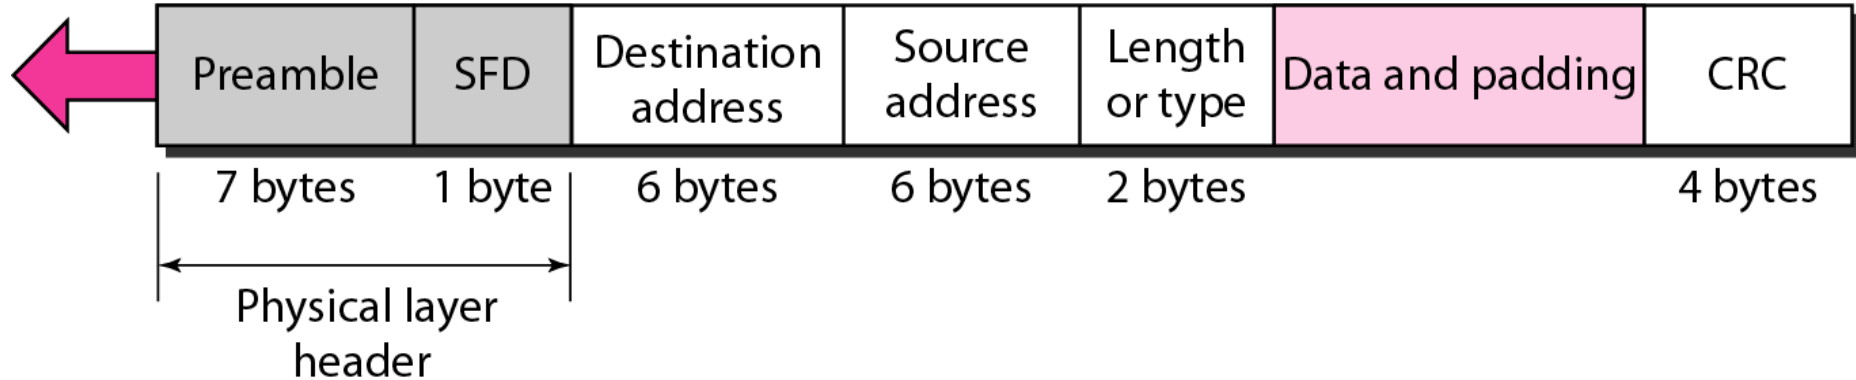 Preamble
SFD
Destination
address
Source
address
Length
or type
Data and padding
CRC
7 bytes
1 byte
6 bytes
6 bytes
2 bytes
4 bytes
Physical layer
header